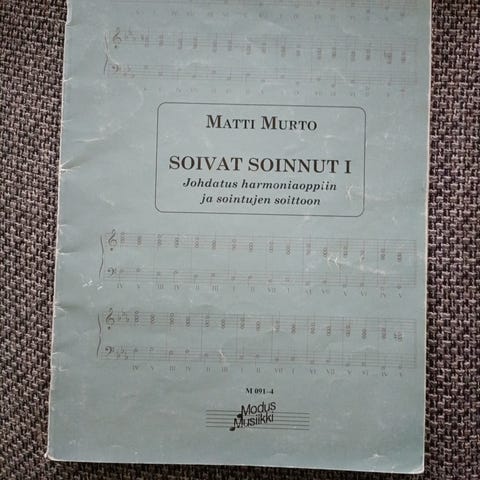 MATTI MURTO
SOIVAT SOINNUT I
Johdatus harmoniaoppiin
ja sointujen soittoon
M 091-4
Modus
Musiikki